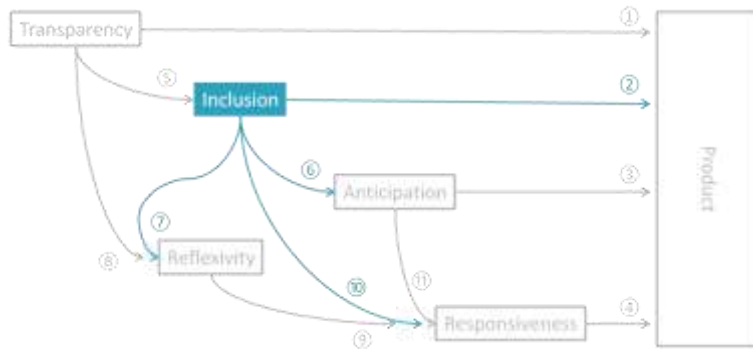 Transparency
①
⑤
Inclusion
②
⑥
Anticipation
③
Product
⑦
⑧
Reflexivity
⑩
⑪
Responsiveness
④
⑨